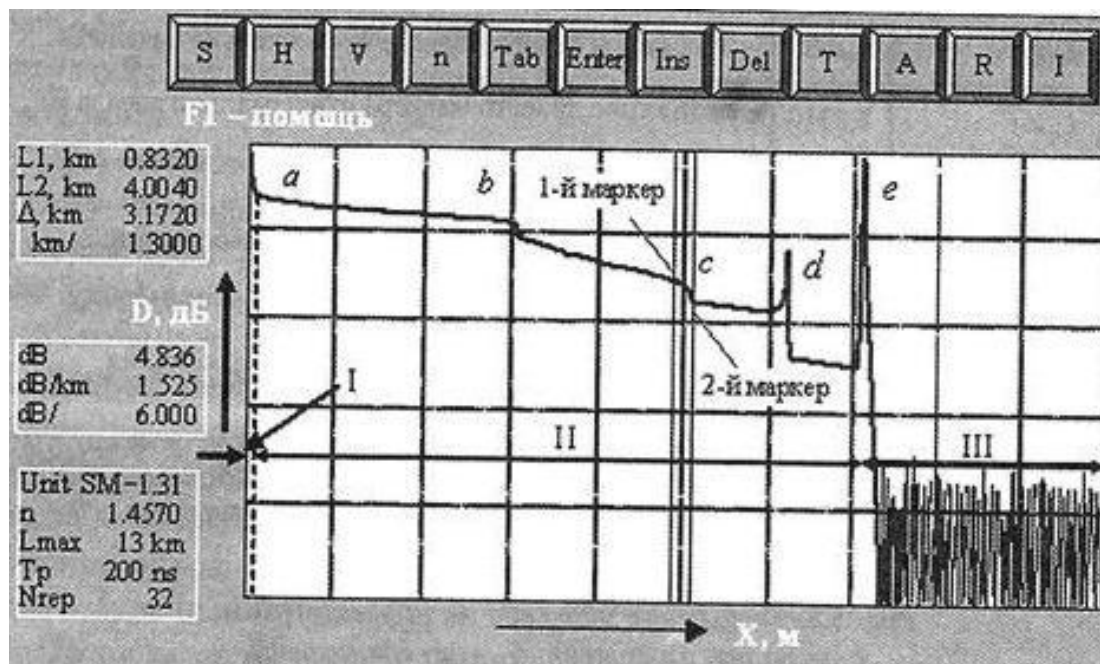 S H V n Tab Enter Ins Del T A R I
F1 – помощь
L1, km 0.8320
L2, km 4.0040
Δ, km 3.1720
km/ 1.3000
a
b
1-й маркер
e
c
d
D, дБ
dB 4.836
dB/km 1.525
dB/ 6.000
I
2-й маркер
II
III
Unit SM-1.31
n 1.4570
Lmax 13 km
Tp 200 ns
Nrep 32
X, м